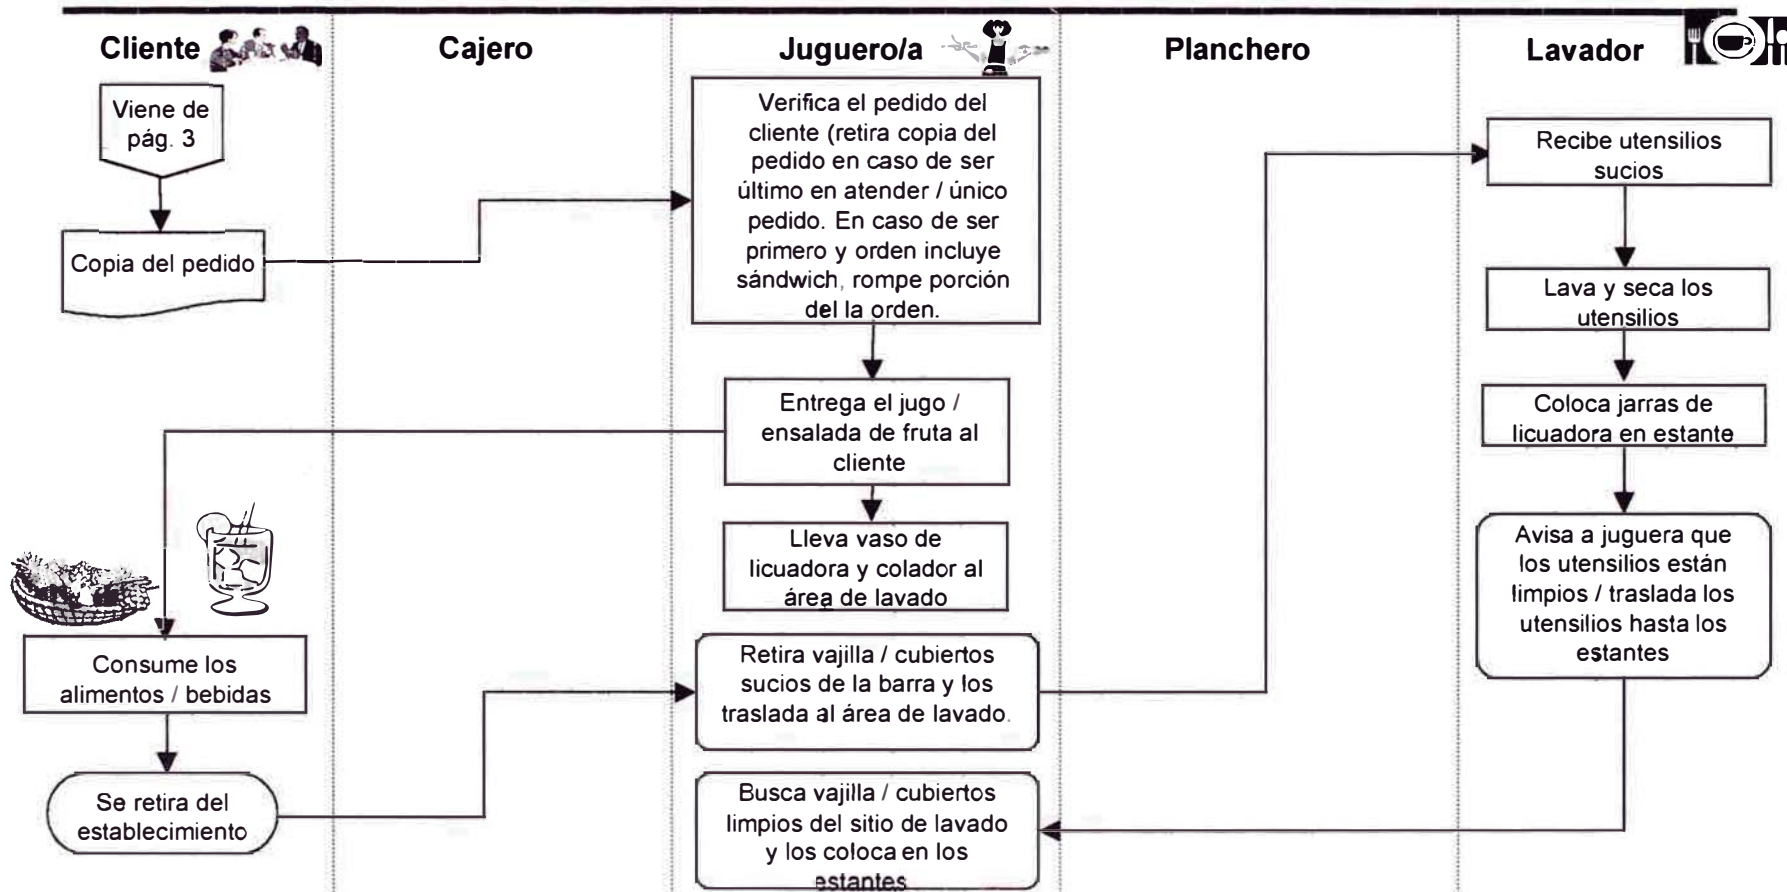 Cliente
Cajero
Juguero/a
Planchero
Lavador
Viene de
pág. 3
Copia del pedido
Verifica el pedido del
cliente (retira copia del
pedido en caso de ser
último en atender / único
pedido. En caso de ser
primero y orden incluye
sándwich, rompe porción
del la orden.
Entrega el jugo /
ensalada de fruta al
cliente
Lleva vaso de
licuadora y colador al
área de lavado
Consume los
alimentos / bebidas
Se retira del
establecimiento
Retira vajilla / cubiertos
sucios de la barra y los
traslada al área de lavado.
Recibe utensilios
sucios
Lava y seca los
utensilios
Coloca jarras de
licuadora en estante
Avisa a juguera que
los utensilios están
limpios / traslada los
utensilios hasta los
estantes
Busca vajilla / cubiertos
limpios del sitio de lavado
y los coloca en los
estantes